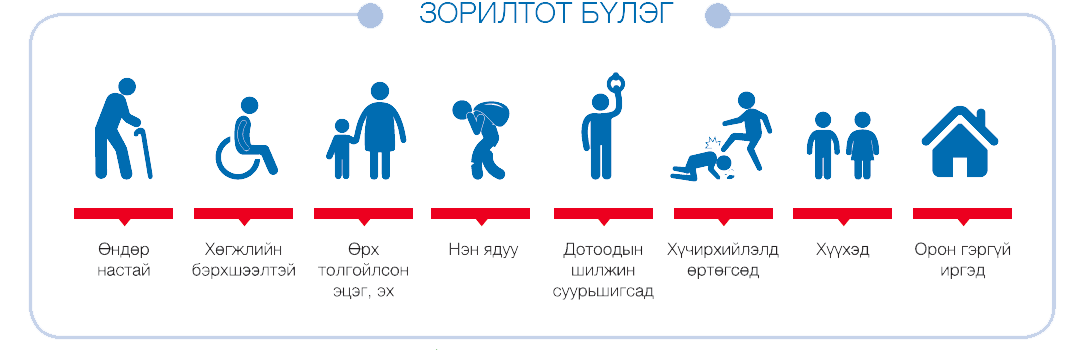 ЗОРИЛТОТ БҮЛЭГ
Өндөр
настай
Хөгжлийн
бэрхшээлтэй
Өрх
толгойлсон
эцэг, эх
Нэн ядуу
Дотоодын
шилжин
суурьшигсад
Хүчирхийлэлд
өртөгсөд
Хүүхэд
Орон гэргүй
иргэд